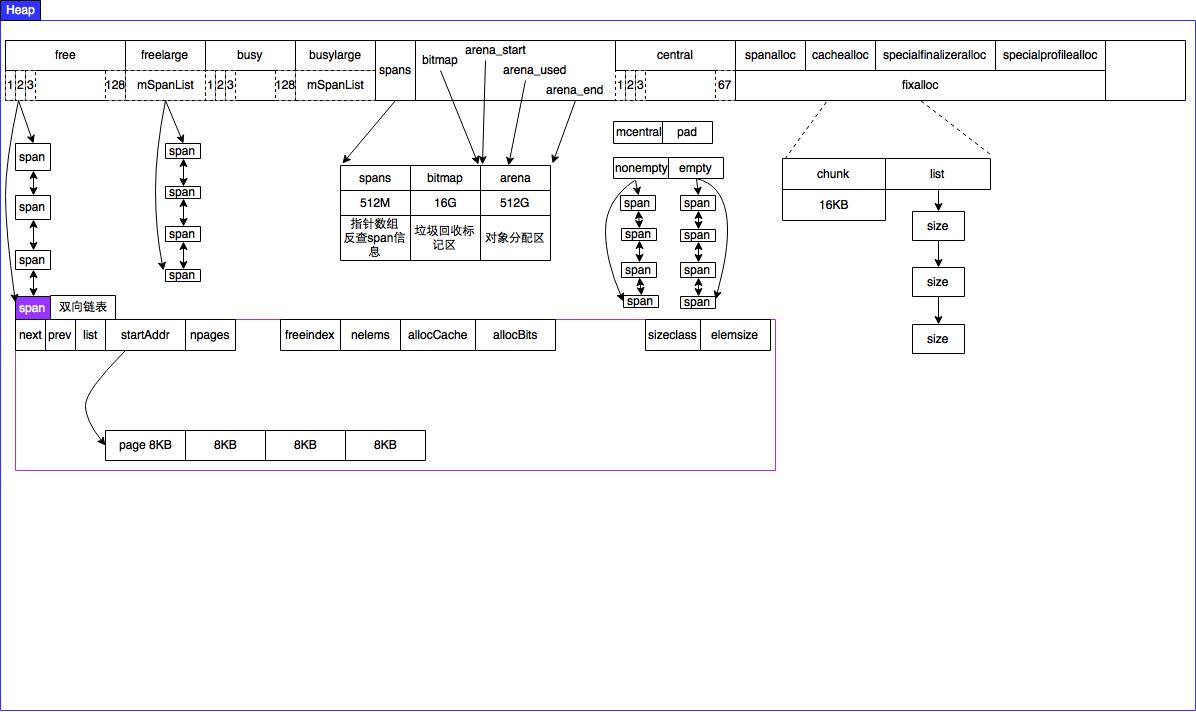 Heap
free freelarge busy busylarge spans bitmap arena_start arena_used arena_end central spanalloc cachealloc specialfinalizeralloc specialprofilealloc
1 2 3 128 mSpanList 1 2 3 128 mSpanList 1 2 3 67 fixalloc
span
span
span
span
span
span
span
spans bitmap arena
512M 16G 512G
指针数组
反查span信
息
垃圾回收标
记区
对象分配区
mcentral pad
nonempty empty
span span
span span
span span
span span
chunk list
16KB
size
size
size
span 双向链表
next prev list startAddr npages freeindex nelems allocCache allocBits sizeclass elemsize
page 8KB 8KB 8KB 8KB